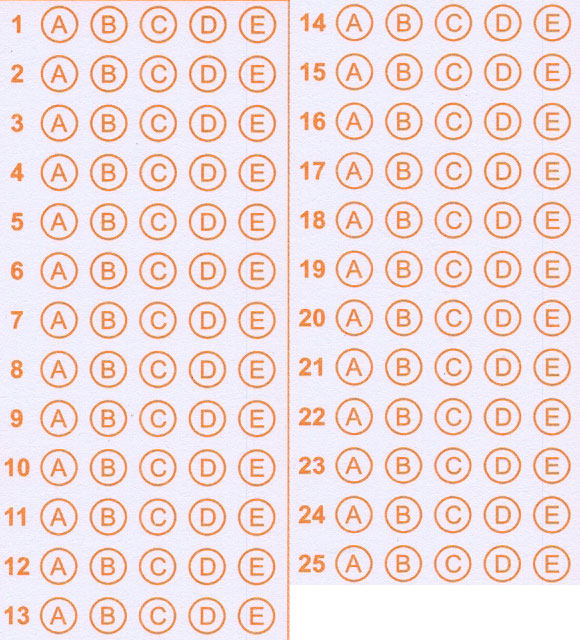 1 A B C D E
2 A B C D E
3 A B C D E
4 A B C D E
5 A B C D E
6 A B C D E
7 A B C D E
8 A B C D E
9 A B C D E
10 A B C D E
11 A B C D E
12 A B C D E
13 A B C D E
14 A B C D E
15 A B C D E
16 A B C D E
17 A B C D E
18 A B C D E
19 A B C D E
20 A B C D E
21 A B C D E
22 A B C D E
23 A B C D E
24 A B C D E
25 A B C D E